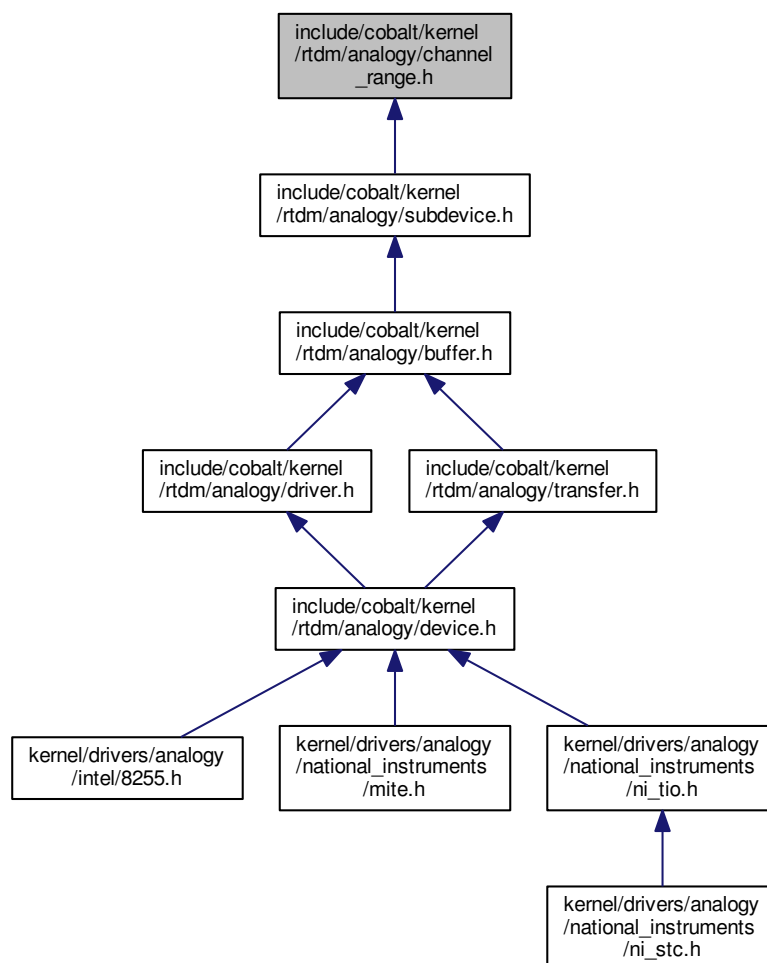 include/cobalt/kernel
/rtdm/analogy/channel
_range.h
include/cobalt/kernel
/rtdm/analogy/subdevice.h
include/cobalt/kernel
/rtdm/analogy/buffer.h
include/cobalt/kernel
/rtdm/analogy/driver.h
include/cobalt/kernel
/rtdm/analogy/transfer.h
include/cobalt/kernel
/rtdm/analogy/device.h
kernel/drivers/analogy
/intel/8255.h
kernel/drivers/analogy
/national_instruments
/mite.h
kernel/drivers/analogy
/national_instruments
/ni_tio.h
kernel/drivers/analogy
/national_instruments
/ni_stc.h